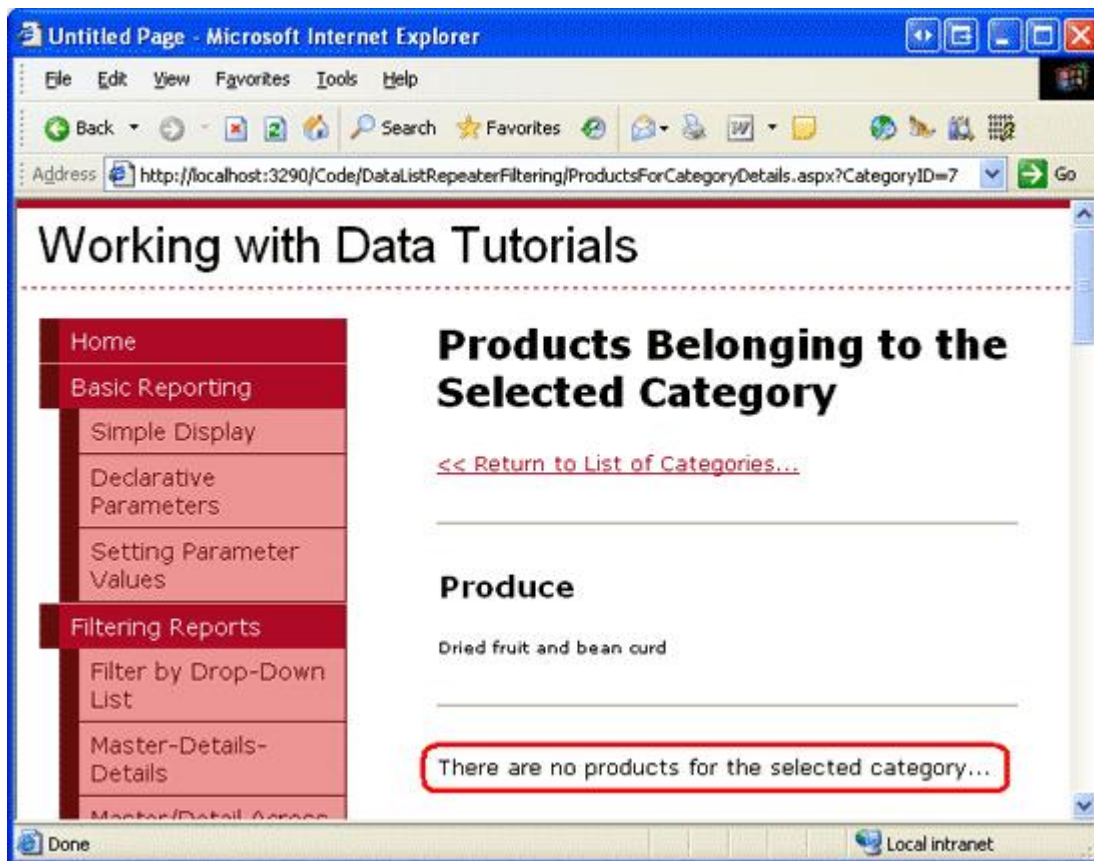 Untitled Page - Microsoft Internet Explorer
File Edit View Favorites Tools Help
Back Search Favorites
Address http://localhost:3290/Code/DataListRepeaterFiltering/ProductsForCategoryDetails.aspx?CategoryID=7 Go
Working with Data Tutorials
Home
Basic Reporting
Simple Display
Declarative
Parameters
Setting Parameter
Values
Filtering Reports
Filter by Drop-Down
List
Master-Details-
Details
Master/Detail Across
Products Belonging to the
Selected Category
<< Return to List of Categories...
Produce
Dried fruit and bean curd
There are no products for the selected category...
Done Local intranet